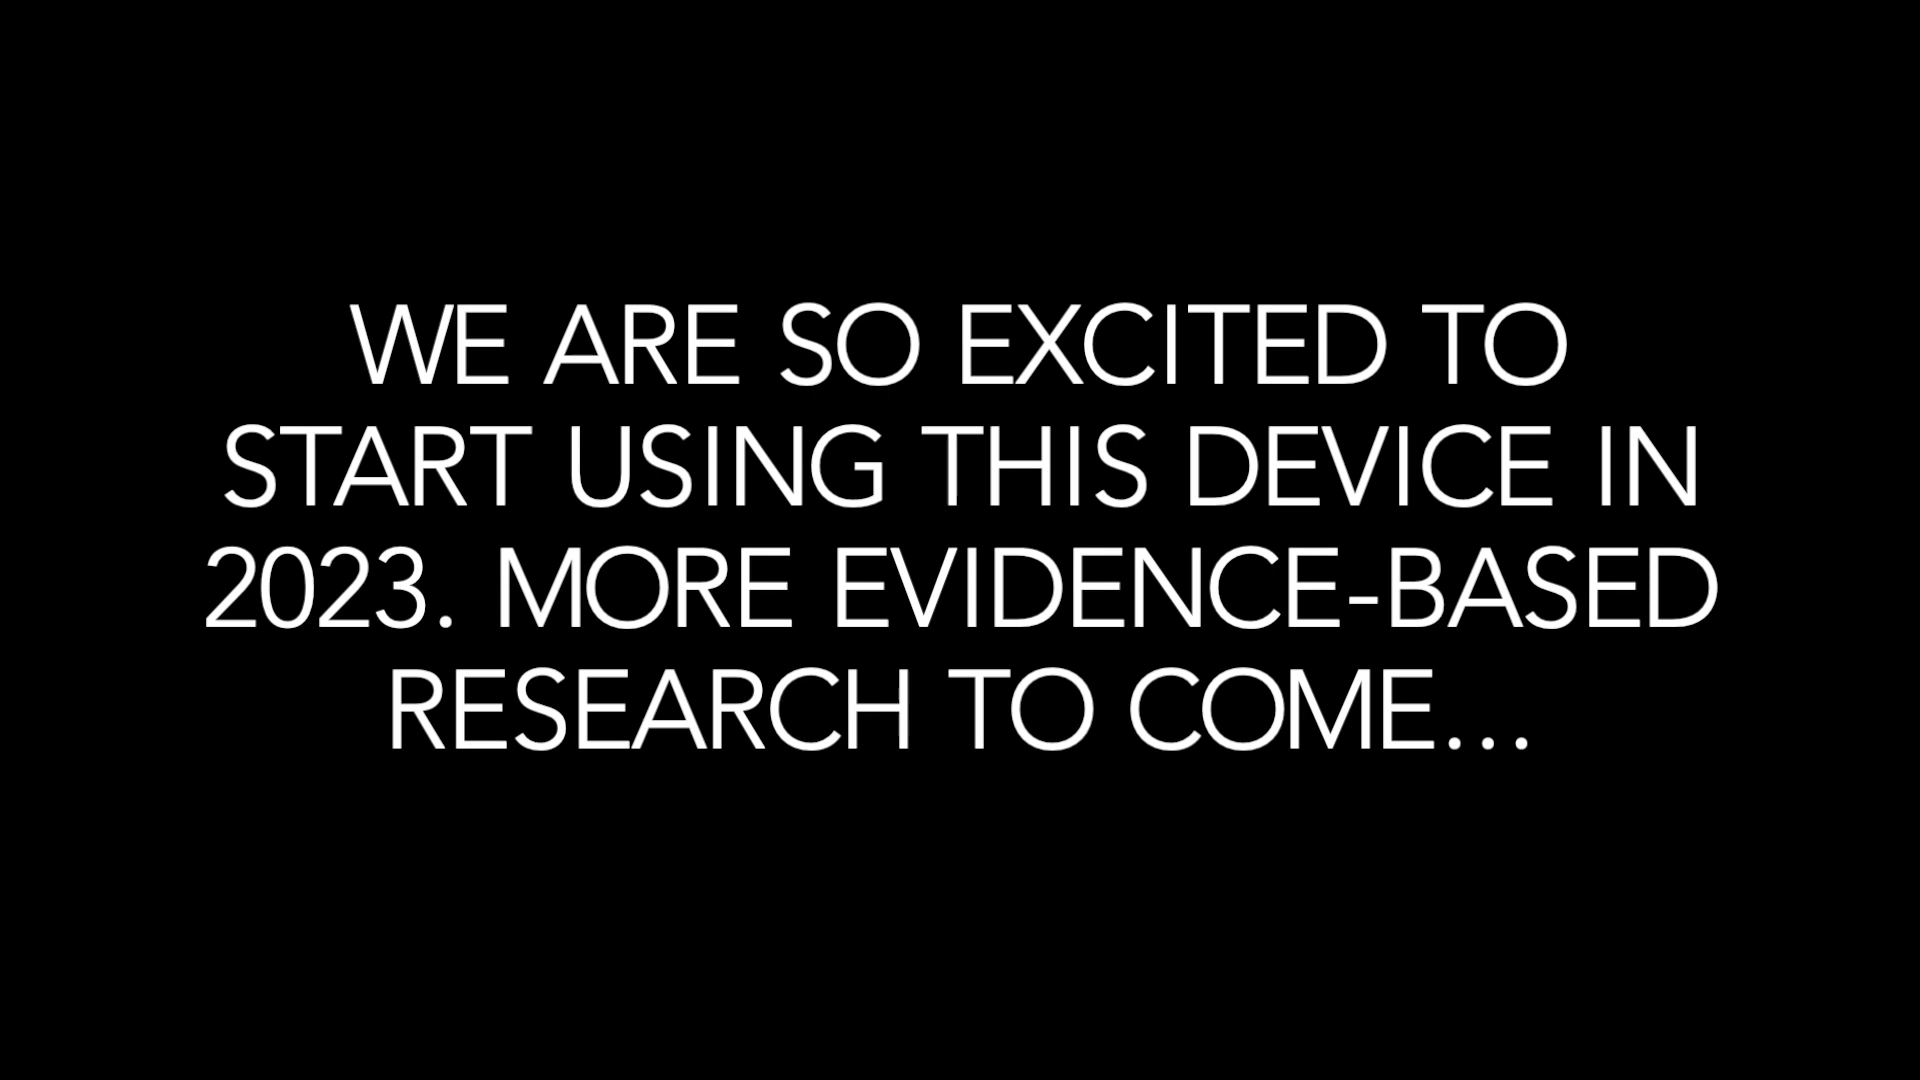 WE ARE SO EXCITED TO
START USING THIS DEVICE IN
2023. MORE EVIDENCE-BASED
RESEARCH TO COME...